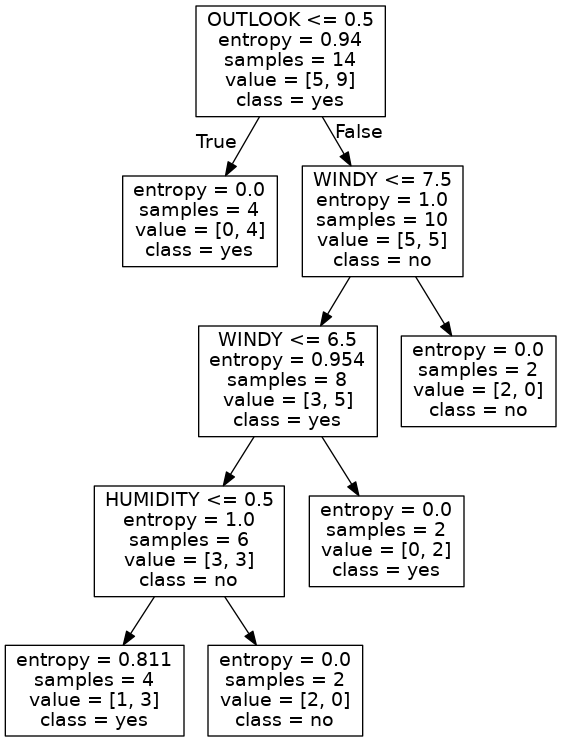 OUTLOOK <= 0.5
entropy = 0.94
samples = 14
value = [5, 9]
class = yes
True
False
entropy = 0.0
samples = 4
value = [0, 4]
class = yes
WINDY <= 7.5
entropy = 1.0
samples = 10
value = [5, 5]
class = no
WINDY <= 6.5
entropy = 0.954
samples = 8
value = [3, 5]
class = yes
entropy = 0.0
samples = 2
value = [2, 0]
class = no
HUMIDITY <= 0.5
entropy = 1.0
samples = 6
value = [3, 3]
class = no
entropy = 0.0
samples = 2
value = [0, 2]
class = yes
entropy = 0.811
samples = 4
value = [1, 3]
class = yes
entropy = 0.0
samples = 2
value = [2, 0]
class = no